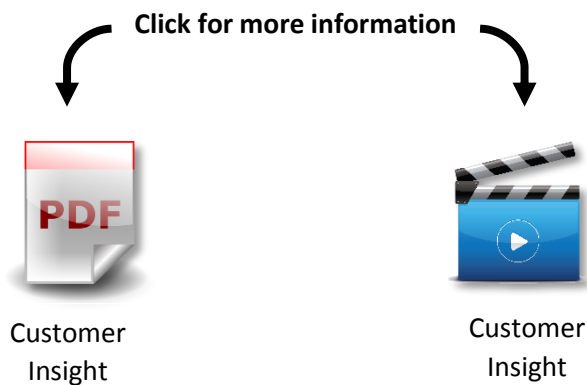 Click for more information
PDF
Customer
Insight
Customer
Insight